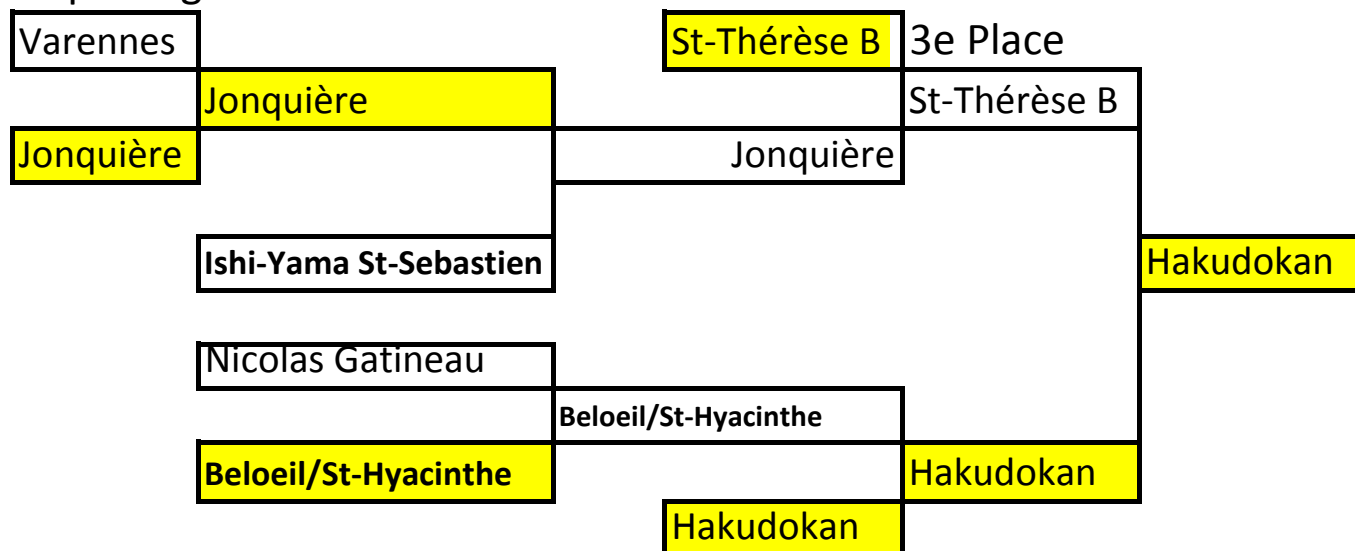 Varennes
St-Thérèse B
3e Place
Jonquière
St-Thérèse B
Jonquière
Jonquière
Ishi-Yama St-Sebastien
Hakudokan
Nicolas Gatineau
Beloeil/St-Hyacinthe
Beloeil/St-Hyacinthe
Hakudokan
Hakudokan